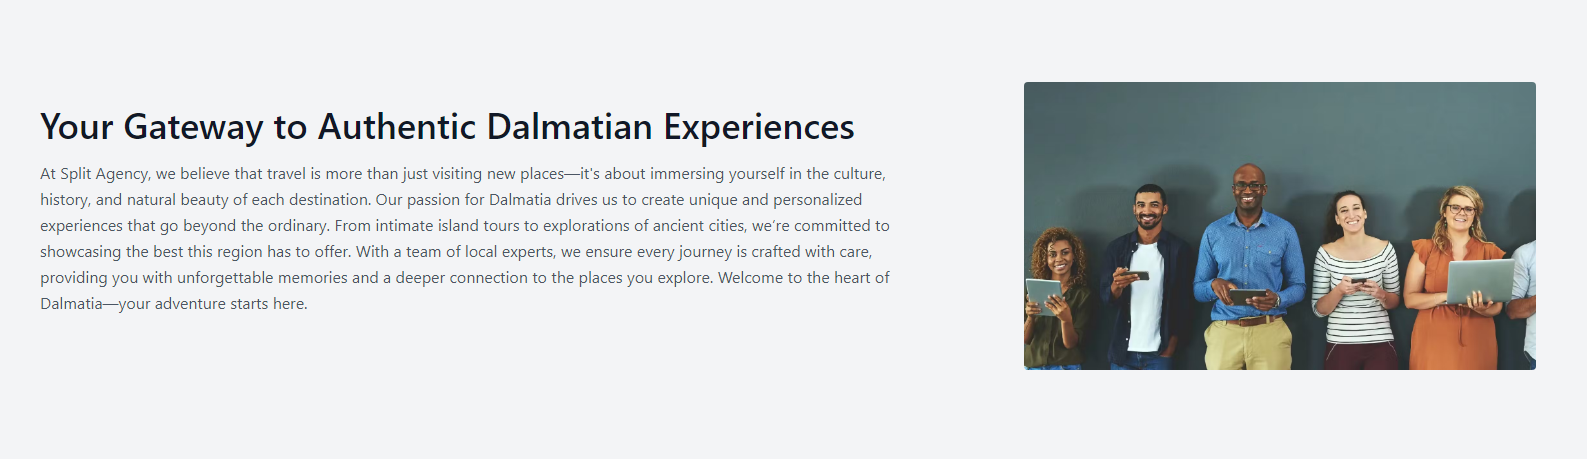 Your Gateway to Authentic Dalmatian Experiences
At Split Agency, we believe that travel is more than just visiting new places—it's about immersing yourself in the culture,
history, and natural beauty of each destination. Our passion for Dalmatia drives us to create unique and personalized
experiences that go beyond the ordinary. From intimate island tours to explorations of ancient cities, we’re committed to
showcasing the best this region has to offer. With a team of local experts, we ensure every journey is crafted with care,
providing you with unforgettable memories and a deeper connection to the places you explore. Welcome to the heart of
Dalmatia—your adventure starts here.